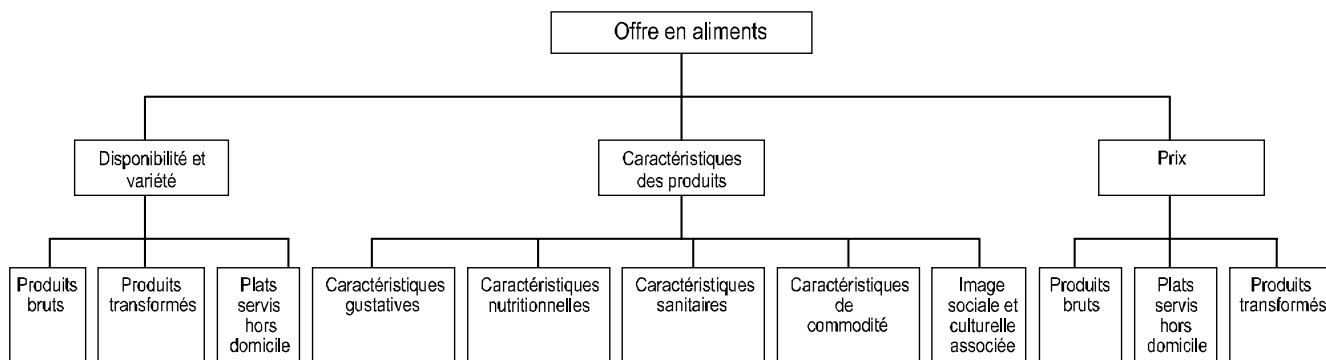 Offre en aliments
Disponibilité et
variété
Caractéristiques
des produits
Prix
Produits
bruts
Produits
transformés
Plats
servis
hors
domicile
Caractéristiques
gustatives
Caractéristiques
nutritionnelles
Caractéristiques
sanitaires
Caractéristiques
de
commodité
Image
sociale et
culturelle
associée
Produits
bruts
Plats
servis
hors
domicile
Produits
transformés